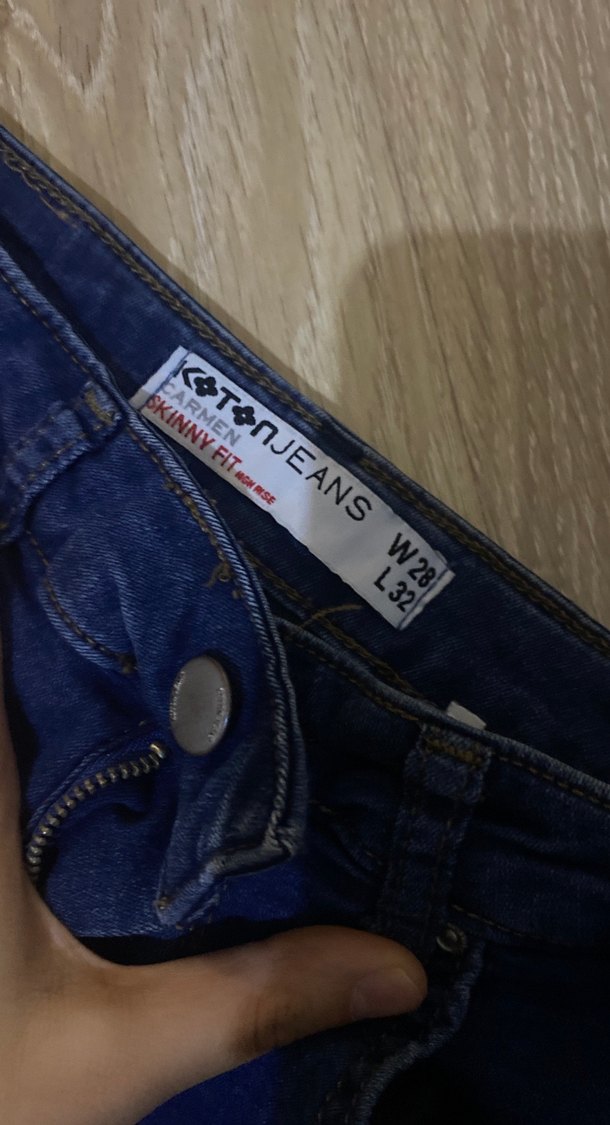 KOTONJEANS
CARMEN
SKINNY FIT HIGH RISE
W 28
L 32